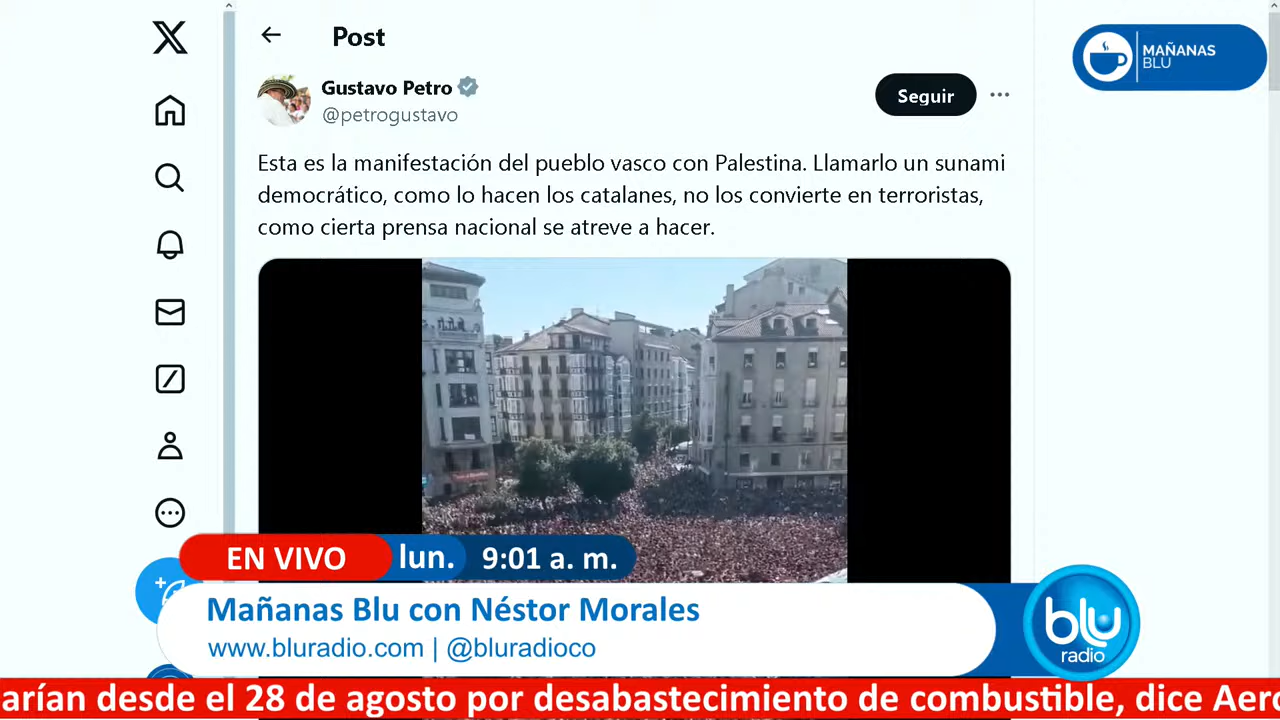 Post
MAÑANAS
BLU
Gustavo Petro
Seguir
@petrogustavo
Esta es la manifestación del pueblo vasco con Palestina. Llamarlo un sunami
democrático, como lo hacen los catalanes, no los convierte en terroristas,
como cierta prensa nacional se atreve a hacer.
EN VIVO lun. 9:01 a. m.
Mañanas Blu con Néstor Morales
www.bluradio.com | @bluradioco
blu
radio
arían desde el 28 de agosto por desabastecimiento de combustible, dice Aero